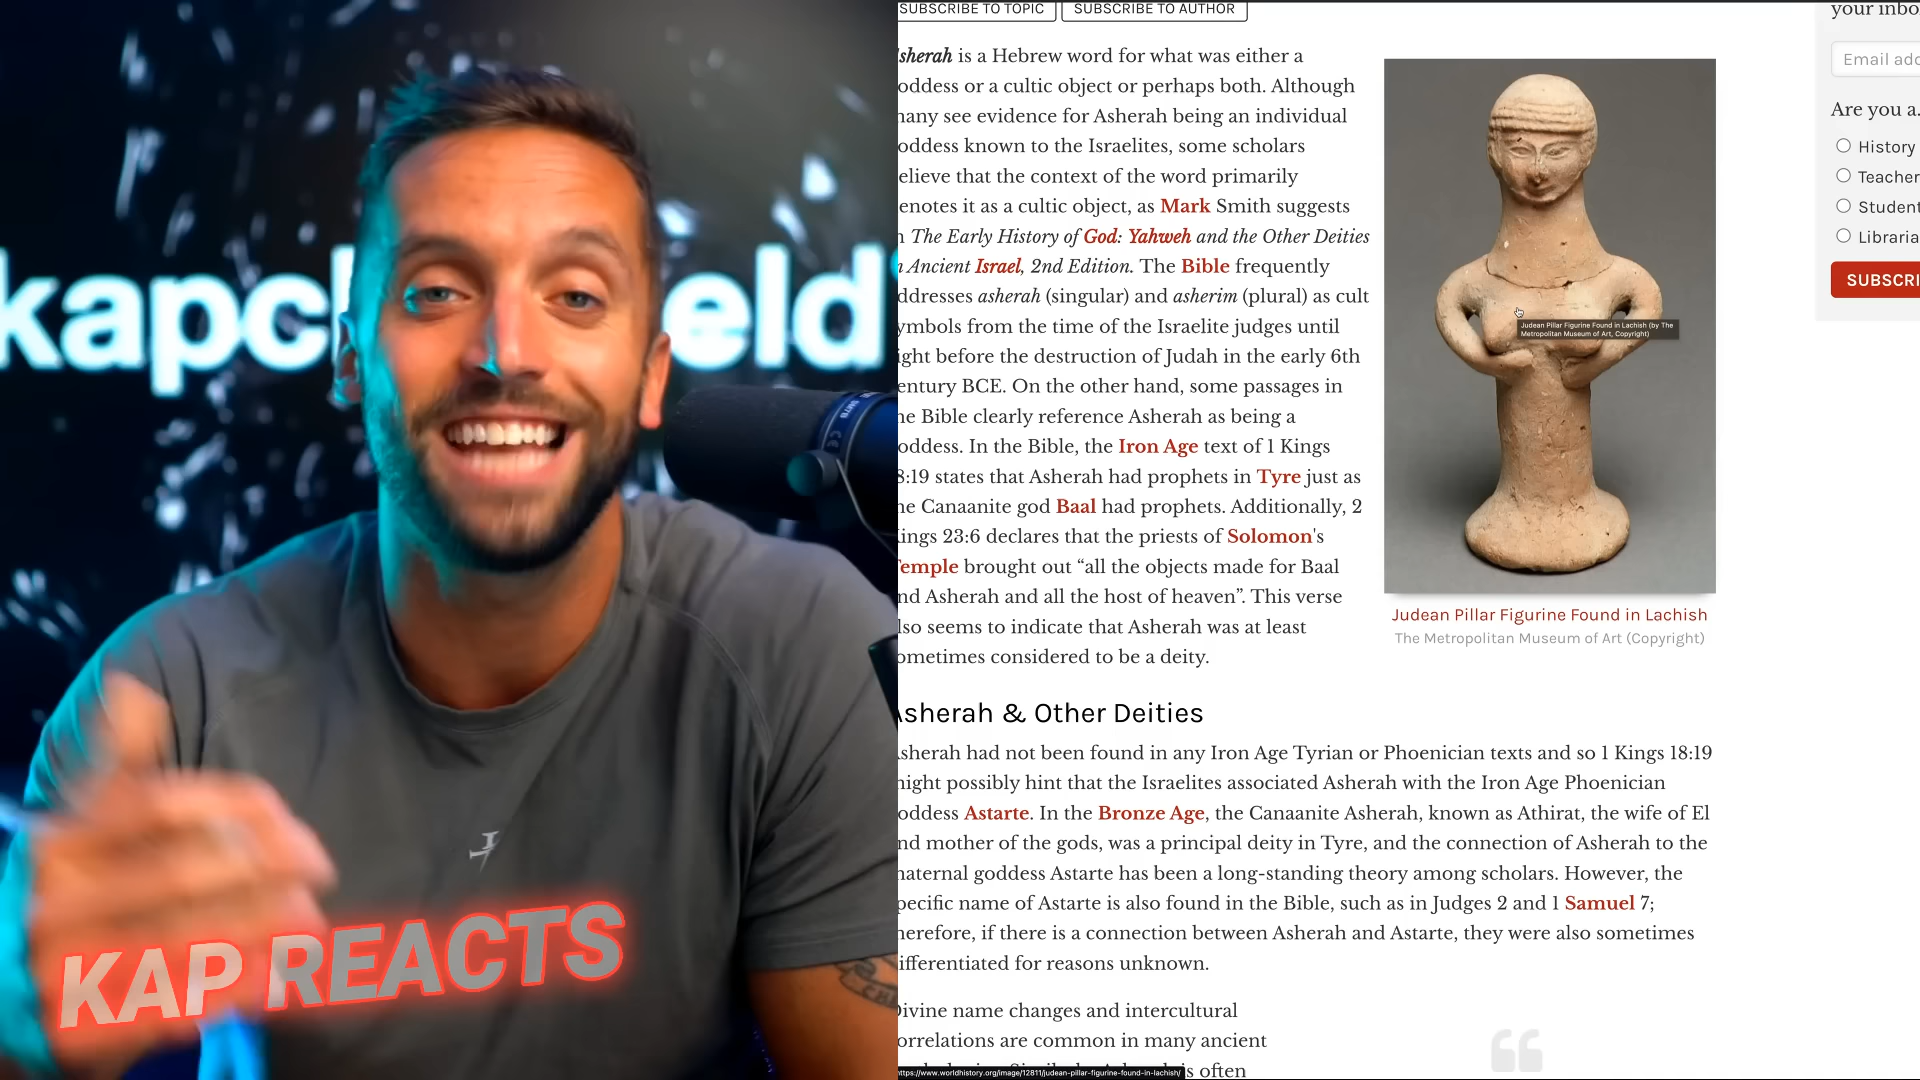 kapc eld
KAP REACTS
SUBSCRIBE TO TOPIC SUBSCRIBE TO AUTHOR
sherah is a Hebrew word for what was either a
oddess or a cultic object or perhaps both. Although
any see evidence for Asherah being an individual
oddess known to the Israelites, some scholars
elieve that the context of the word primarily
enotes it as a cultic object, as Mark Smith suggests
n The Early History of God: Yahweh and the Other Deities
n Ancient Israel, 2nd Edition. The Bible frequently
ddresses asherah (singular) and asherim (plural) as cult
ymbols from the time of the Israelite judges until
ight before the destruction of Judah in the early 6th
entury BCE. On the other hand, some passages in
he Bible clearly reference Asherah as being a
oddess. In the Bible, the Iron Age text of 1 Kings
8:19 states that Asherah had prophets in Tyre just as
he Canaanite god Baal had prophets. Additionally, 2
ings 23:6 declares that the priests of Solomon's
Temple brought out “all the objects made for Baal
nd Asherah and all the host of heaven”. This verse
lso seems to indicate that Asherah was at least
ometimes considered to be a deity.
Judean Pillar Figurine Found in Lachish (by The
Metropolitan Museum of Art, Copyright)
Judean Pillar Figurine Found in Lachish
The Metropolitan Museum of Art (Copyright)
Asherah & Other Deities
sherah had not been found in any Iron Age Tyrian or Phoenician texts and so 1 Kings 18:19
might possibly hint that the Israelites associated Asherah with the Iron Age Phoenician
oddess Astarte. In the Bronze Age, the Canaanite Asherah, known as Athirat, the wife of El
nd mother of the gods, was a principal deity in Tyre, and the connection of Asherah to the
maternal goddess Astarte has been a long-standing theory among scholars. However, the
pecific name of Astarte is also found in the Bible, such as in Judges 2 and 1 Samuel 7;
herefore, if there is a connection between Asherah and Astarte, they were also sometimes
ifferentiated for reasons unknown.
Divine name changes and intercultural
orrelations are common in many ancient
is often
https://www.worldhistory.org/image/12811/judean-pillar-figurine-found-in-lachish/
your inbo
Email add
Are you a.
History
Teacher
Student
Libraria
SUBSCRI